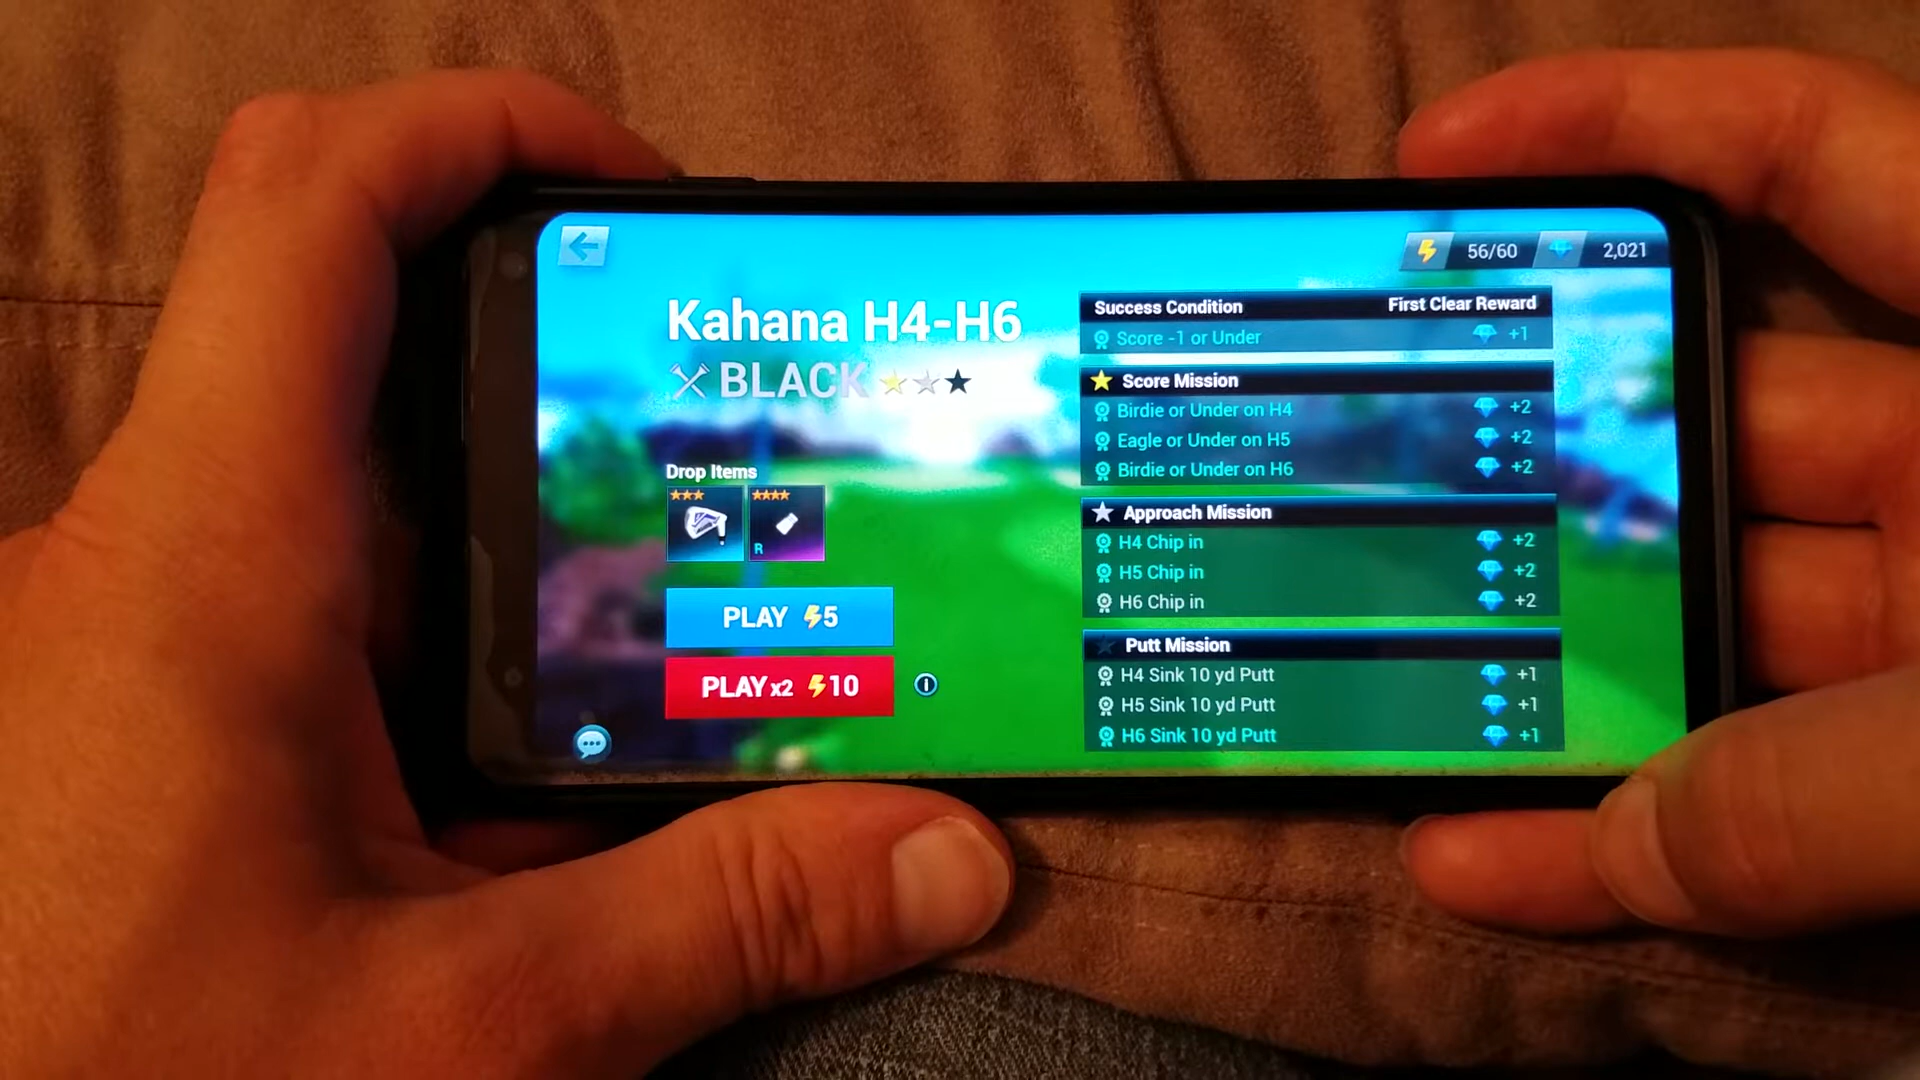 56/60
2,021
Kahana H4-H6
BLACK
Drop Items
R
PLAY 5
PLAY x2 10
Success Condition First Clear Reward
Score -1 or Under +1
Score Mission
Birdie or Under on H4 +2
Eagle or Under on H5 +2
Birdie or Under on H6 +2
Approach Mission
H4 Chip in +2
H5 Chip in +2
H6 Chip in +2
Putt Mission
H4 Sink 10 yd Putt +1
H5 Sink 10 yd Putt +1
H6 Sink 10 yd Putt +1